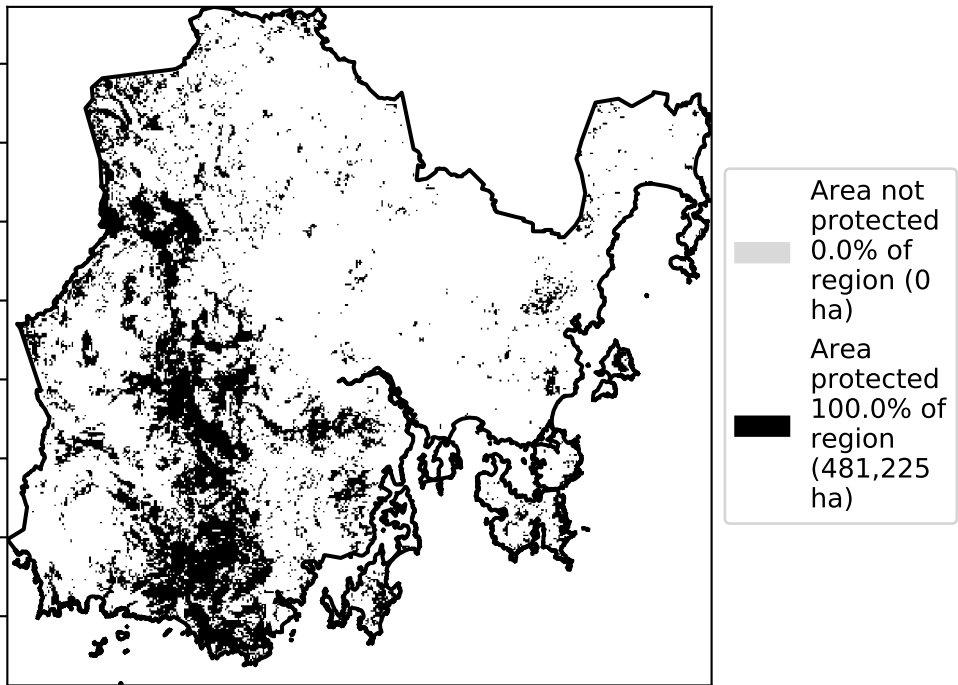 Area not
protected
0.0% of
region (0
ha)
Area
protected
100.0% of
region
(481,225
ha)